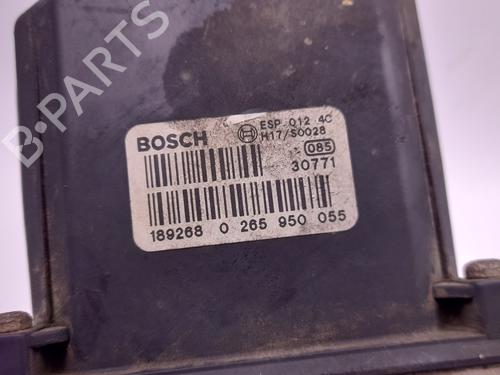 B-PARTS
BOSCH
ESP 012 4C
H17/S0028
085
30771
189268 0 265 950 055